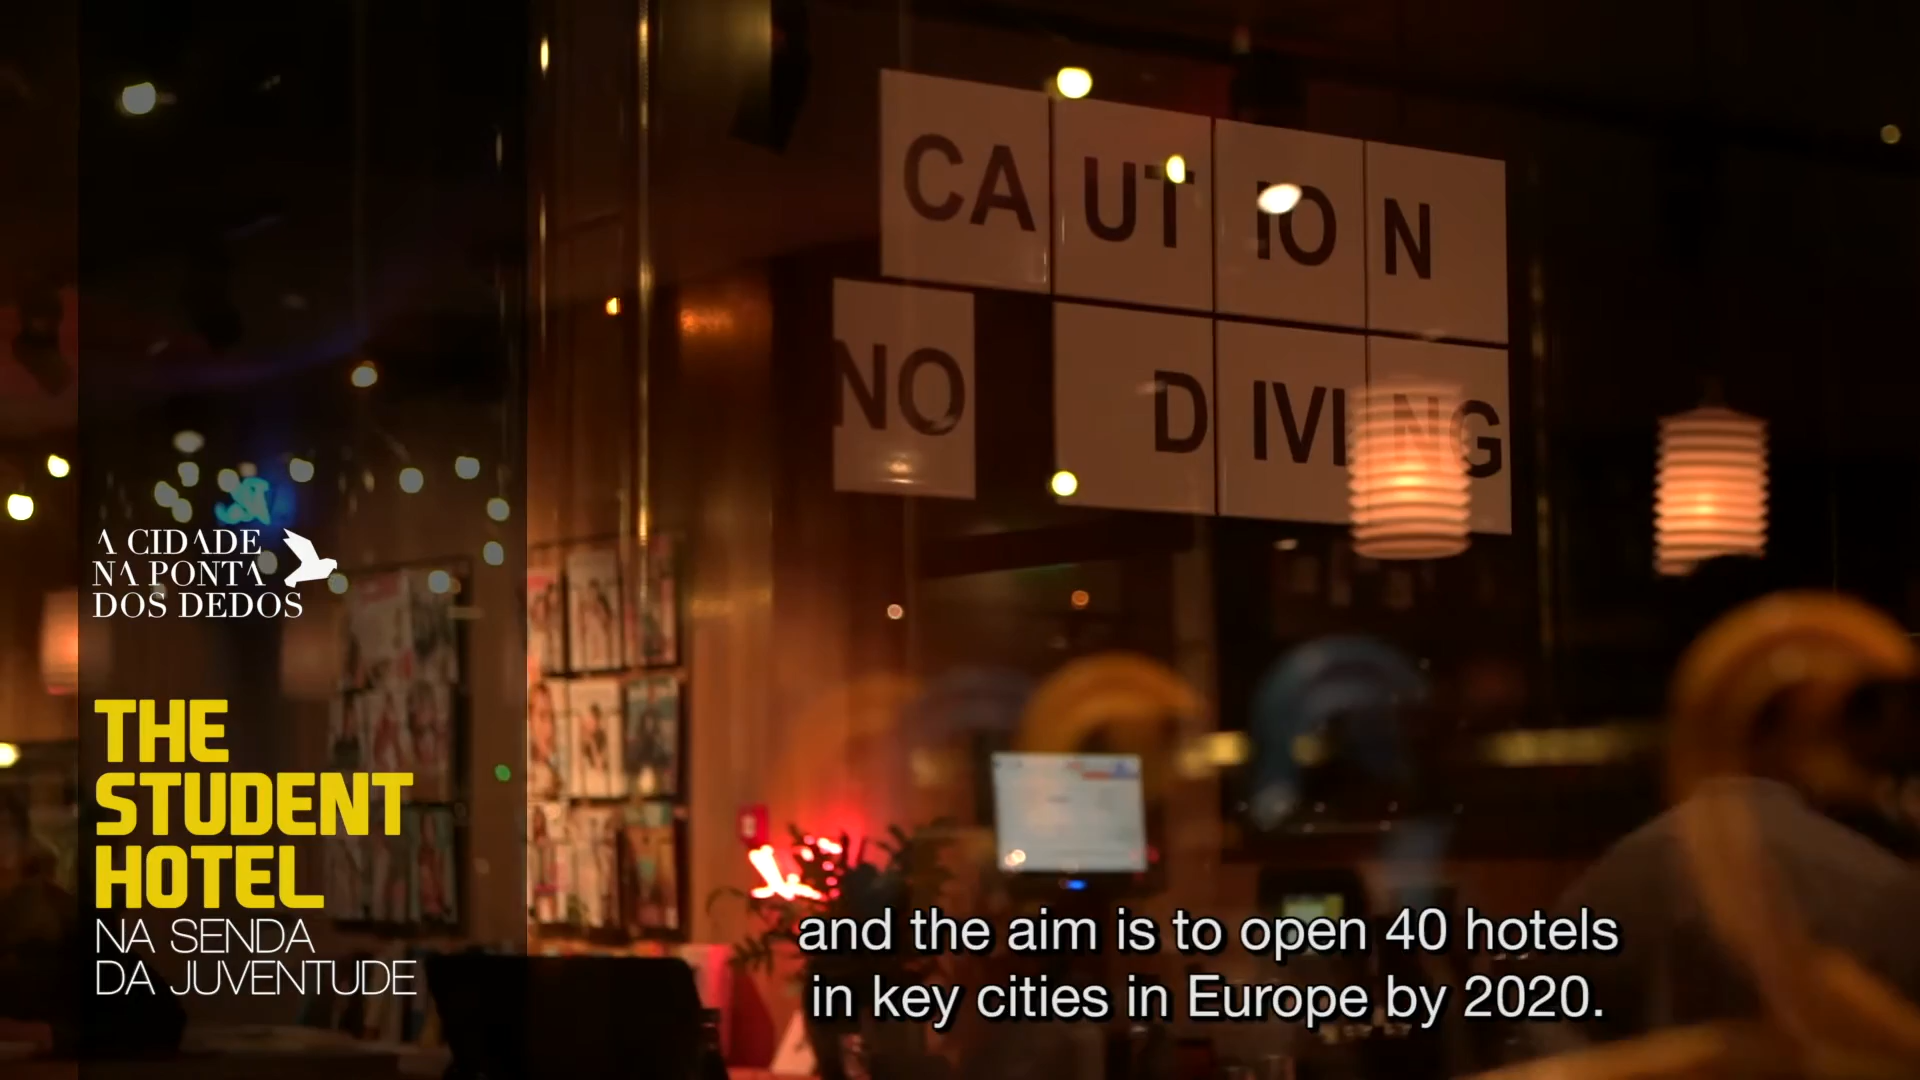 CAUTION
NO DIVING
A CIDADE
NA PONTA
DOS DEDOS
THE
STUDENT
HOTEL
NA SENDA
DA JUVENTUDE
and the aim is to open 40 hotels
in key cities in Europe by 2020.